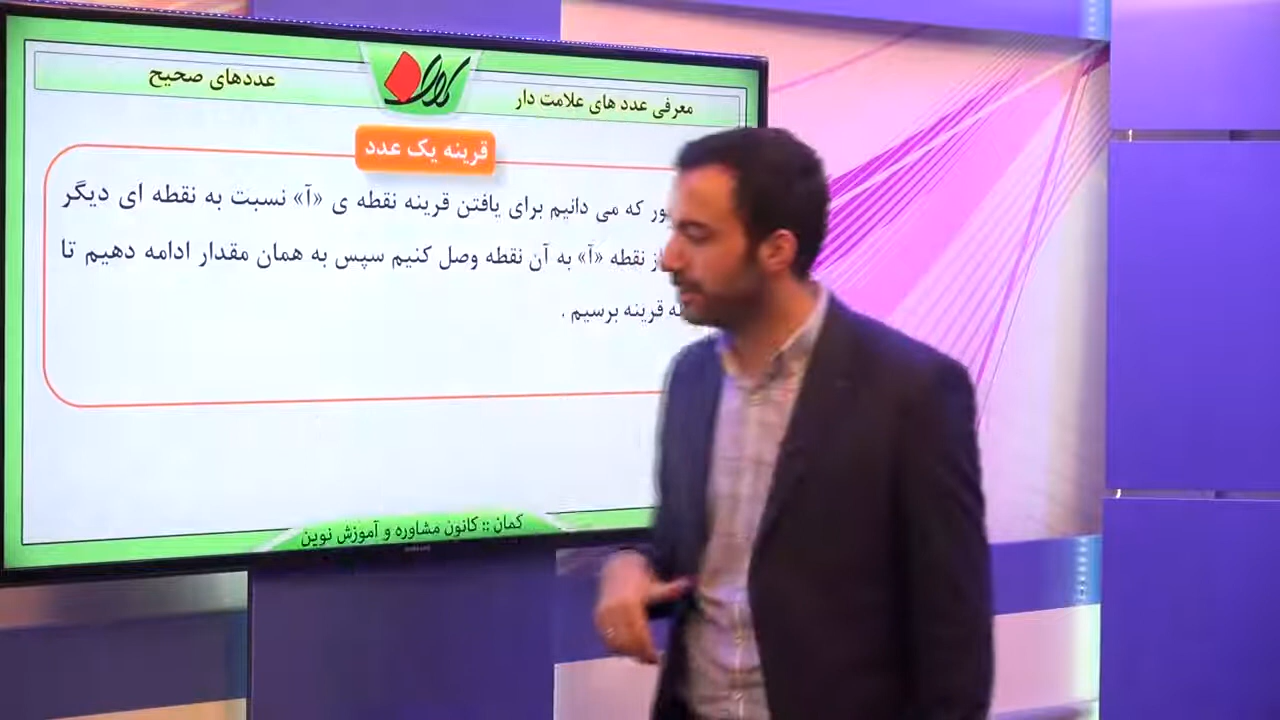 معرفی عدد های علامت دار
عددهای صحیح
قرینه یک عدد
که می دانیم برای یافتن قرینه نقطه ی «آ» نسبت به نقطه ای دیگر
نقطه «آ» به آن نقطه وصل کنیم سپس به همان مقدار ادامه دهیم تا
قرینه برسیم .
کمان :: کانون مشاوره و آموزش نوین